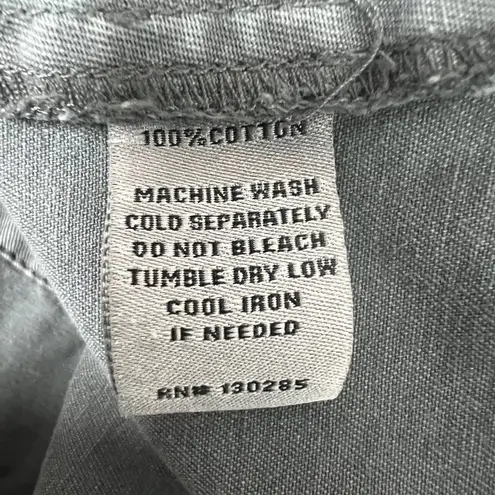 100% COTTON
MACHINE WASH
COLD SEPARATELY
DO NOT BLEACH
TUMBLE DRY LOW
COOL IRON
IF NEEDED
RN# 130285